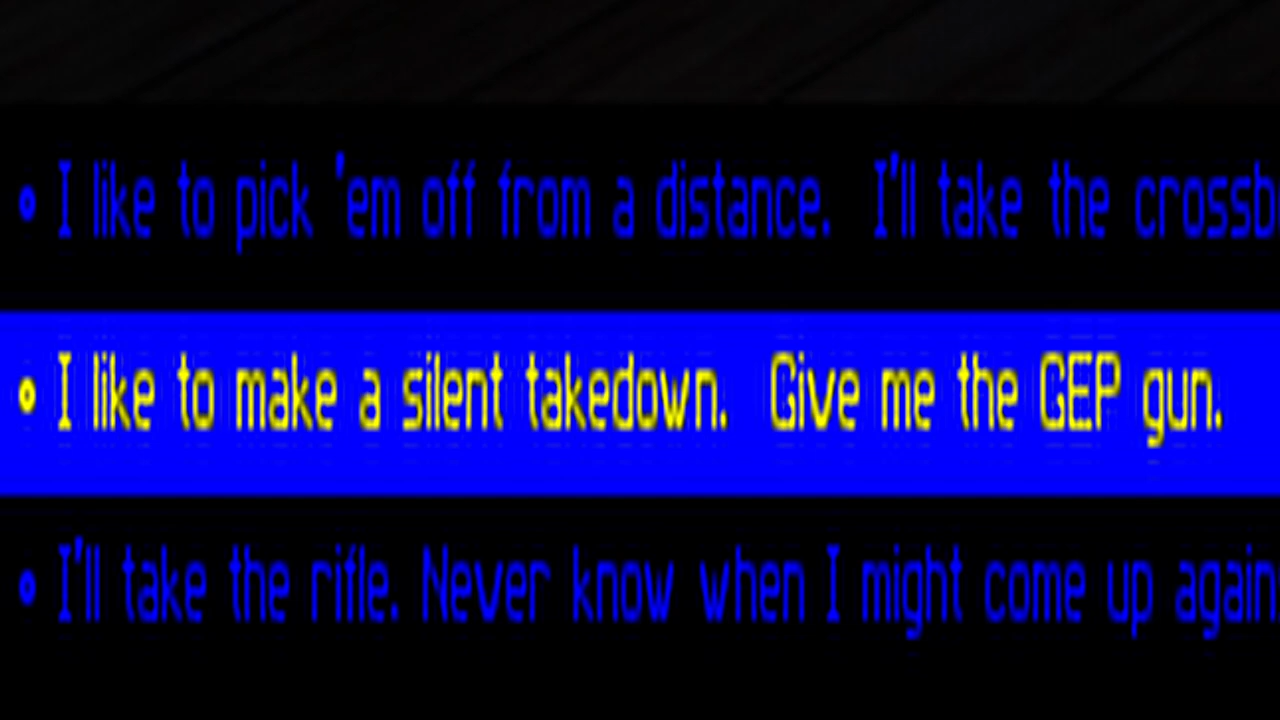 • I like to pick 'em off from a distance.  I'll take the crossb
• I like to make a silent takedown.  Give me the GEP gun.
• I'll take the rifle. Never know when I might come up again